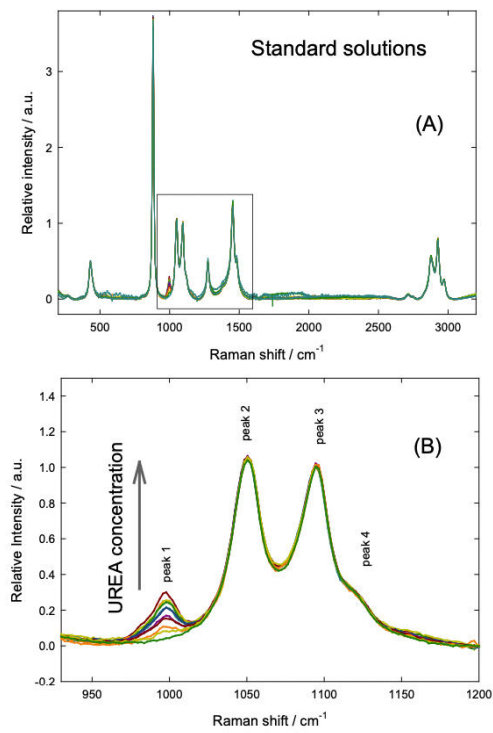 Standard solutions
(A)
Relative intensity / a.u.
3
2
1
0
500
1000
1500
2000
2500
3000
Raman shift / cm⁻¹
(B)
UREA concentration
peak 1
peak 2
peak 3
peak 4
Relative Intensity / a.u.
1.4
1.2
1.0
0.8
0.6
0.4
0.2
0.0
-0.2
950
1000
1050
1100
1150
1200
Raman shift / cm⁻¹